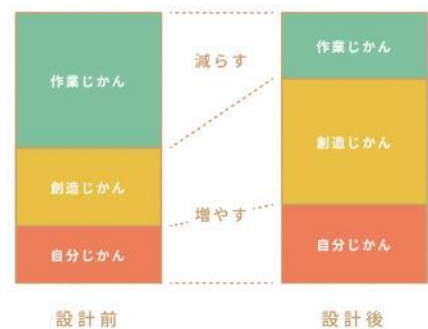 作業じかん
創造じかん
自分じかん
減らす
増やす
作業じかん
創造じかん
自分じかん
設計前
設計後